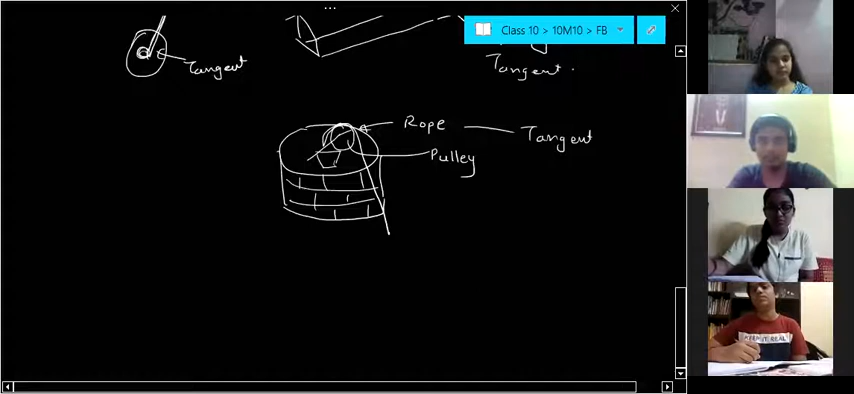 Class 10 > 10M10 > FB
Tangent
Tangent.
Rope
Tangent
Pulley